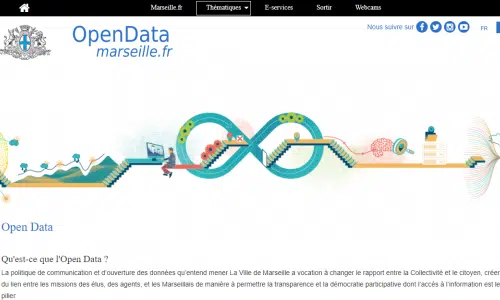 Marseille.fr Thématiques E-services Sortir Webcams
Nous suivre sur FR
OpenData
marseille.fr
Open Data
Qu'est-ce que l'Open Data ?
La politique de communication et d'ouverture des données qu'entend mener La Ville de Marseille a vocation à changer le rapport entre la Collectivité et le citoyen, créer
du lien entre les missions des élus, des agents, et les Marseillais de manière à permettre la transparence et la démocratie participative dont l'accès à l'information est le
pilier